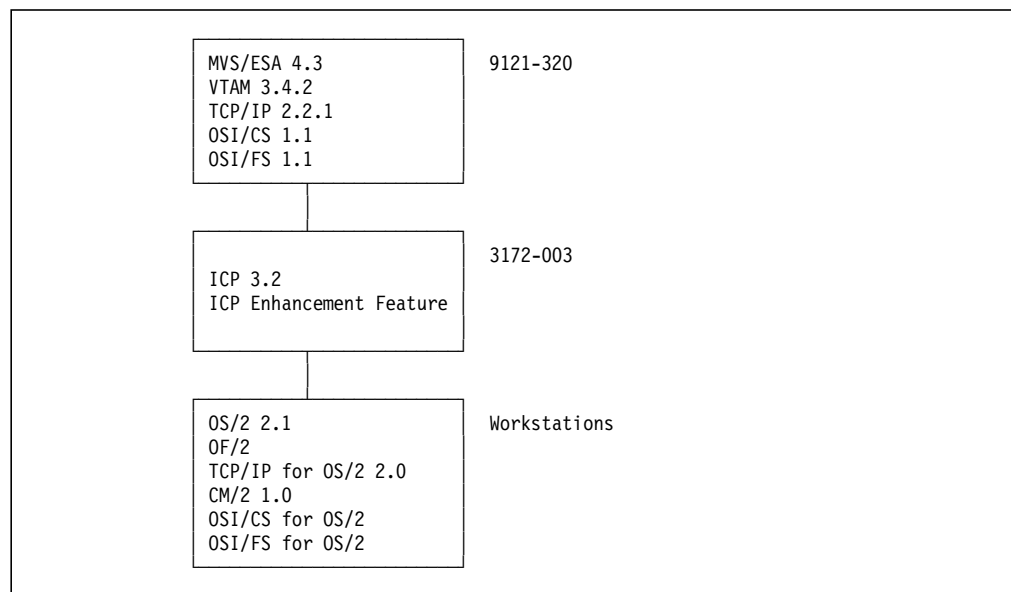 MVS/ESA 4.3 9121-320
VTAM 3.4.2
TCP/IP 2.2.1
OSI/CS 1.1
OSI/FS 1.1
3172-003
ICP 3.2
ICP Enhancement Feature
OS/2 2.1 Workstations
OF/2
TCP/IP for OS/2 2.0
CM/2 1.0
OSI/CS for OS/2
OSI/FS for OS/2